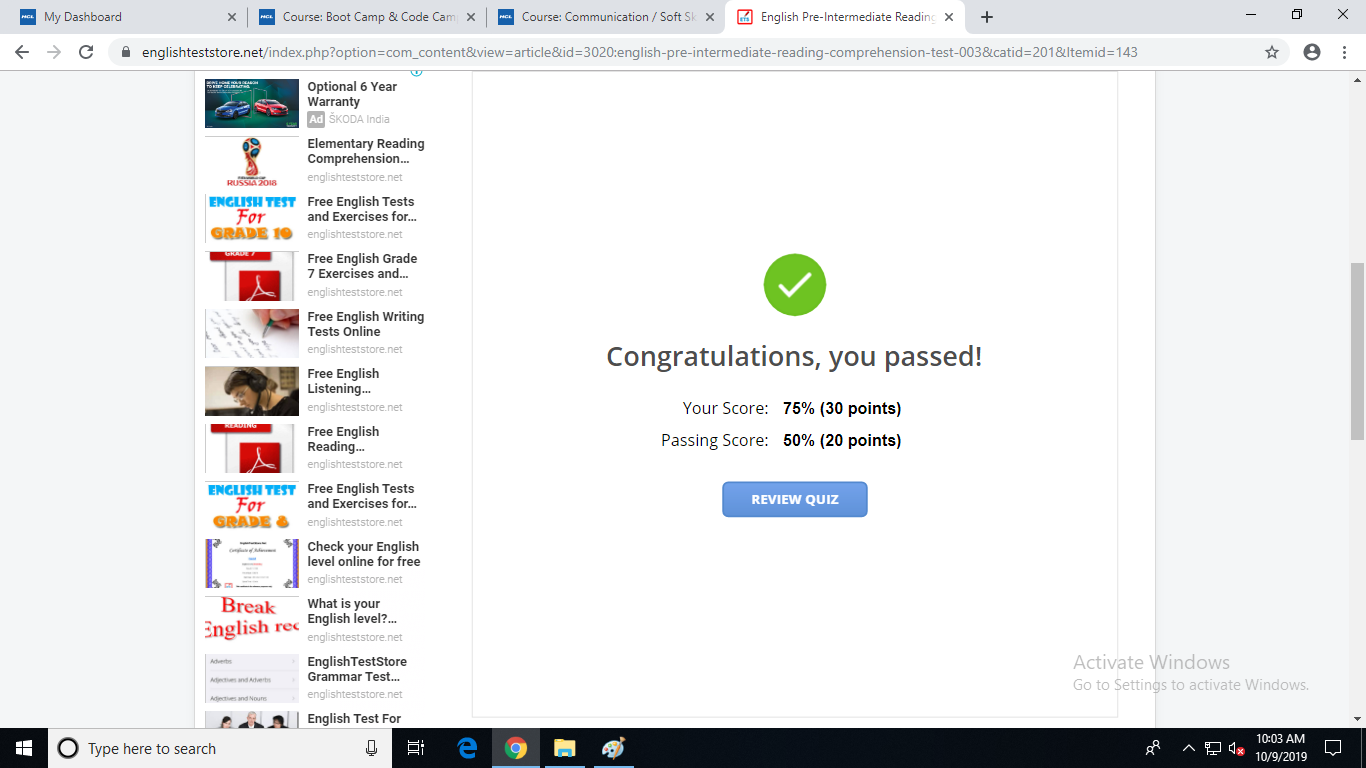 My Dashboard
Course: Boot Camp & Code Cam
Course: Communication / Soft Sk
English Pre-Intermediate Reading
englishteststore.net/index.php?option=com_content&view=article&id=3020:english-pre-intermediate-reading-comprehension-test-003&catid=201&Itemid=143
DRIVE HOME YOUR REASON
TO KEEP CELEBRATING.
Optional 6 Year
Warranty
Ad ŠKODA India
RUSSIA 2018
Elementary Reading
Comprehension...
englishteststore.net
ENGLISH TEST
For
GRADE 10
Free English Tests
and Exercises for...
englishteststore.net
GRADE 7
Free English Grade
7 Exercises and...
englishteststore.net
Free English Writing
Tests Online
englishteststore.net
Free English
Listening...
englishteststore.net
READING
Free English
Reading...
englishteststore.net
ENGLISH TEST
For
GRADE 8
Free English Tests
and Exercises for...
englishteststore.net
Certificate of Achievement
Check your English
level online for free
englishteststore.net
Break
English rec
What is your
English level?...
englishteststore.net
Adverbs
Adjectives and Adverbs
Adjectives and Nouns
EnglishTestStore
Grammar Test...
englishteststore.net
English Test For
Congratulations, you passed!
Your Score: 75% (30 points)
Passing Score: 50% (20 points)
REVIEW QUIZ
Activate Windows
Go to Settings to activate Windows.
Type here to search
10:03 AM
10/9/2019